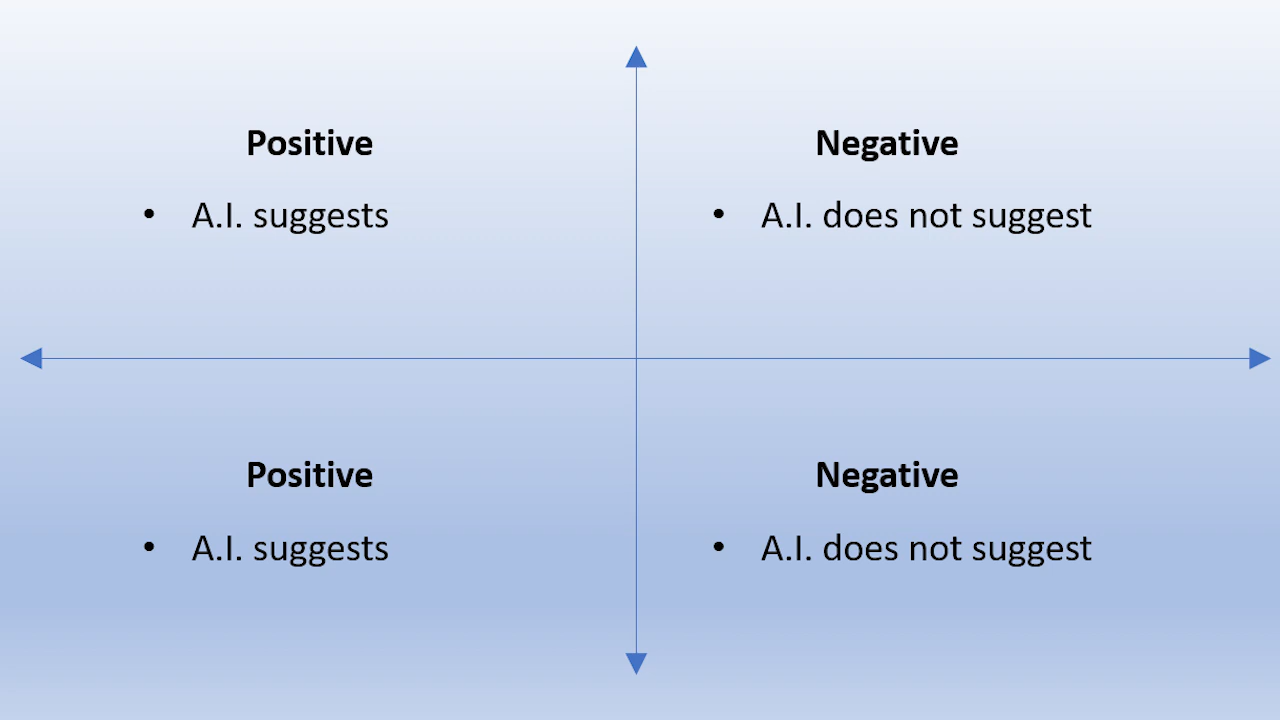 Positive
• A.I. suggests
Negative
• A.I. does not suggest
Positive
• A.I. suggests
Negative
• A.I. does not suggest